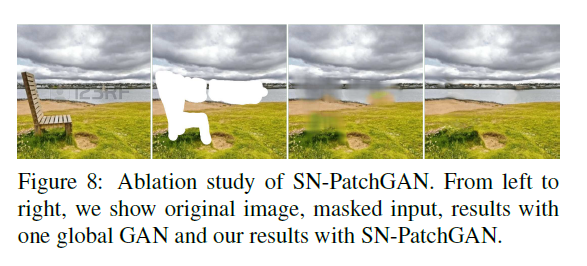 123RF
Figure 8: Ablation study of SN-PatchGAN. From left to
right, we show original image, masked input, results with
one global GAN and our results with SN-PatchGAN.